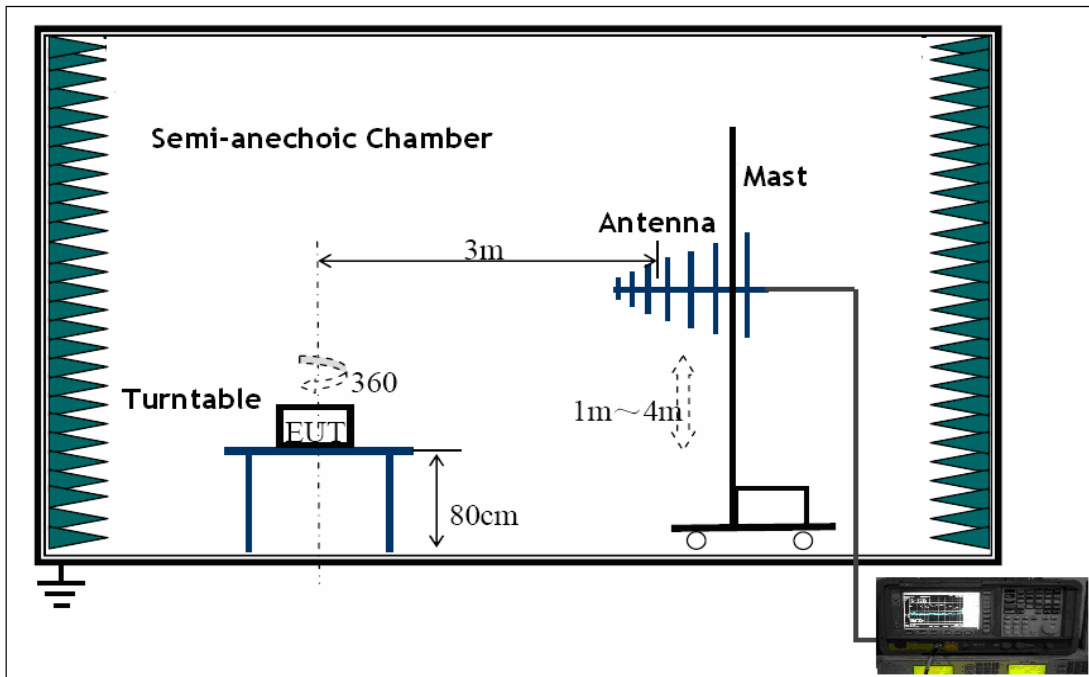 Semi-anechoic Chamber
Mast
Antenna
3m
360
Turntable
1m～4m
EUT
80cm